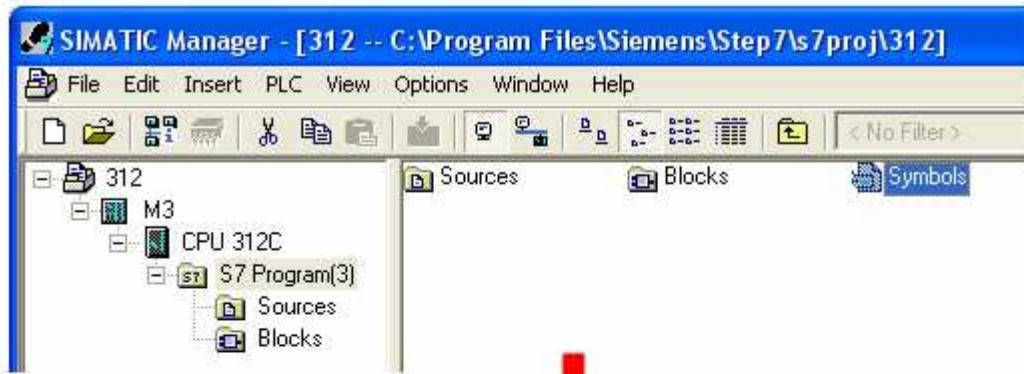 SIMATIC Manager - [312 -- C:\Program Files\Siemens\Step7\s7proj\312]
File Edit Insert PLC View Options Window Help
< No Filter >
312
M3
CPU 312C
S7 Program(3)
Sources
Blocks
Sources Blocks Symbols